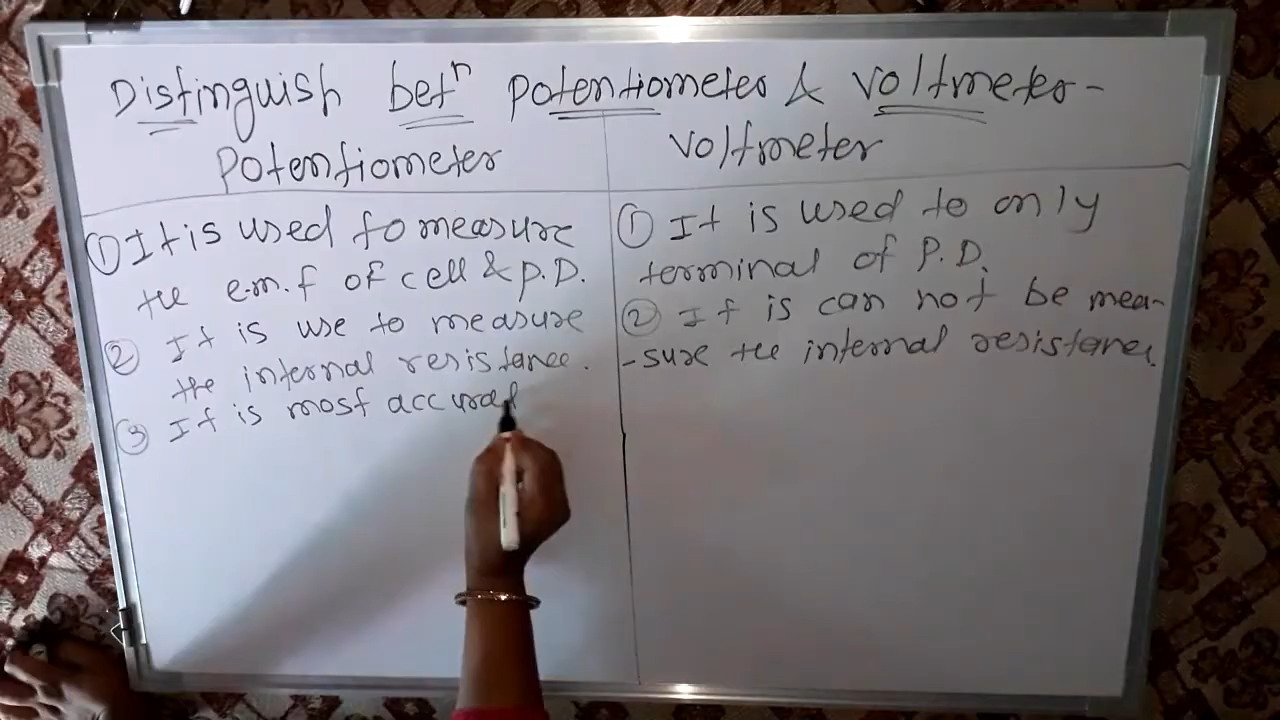 Distinguish betⁿ potentiometer & voltmeter-
Potentiometer
① It is used to measure
the e.m.f of cell & P.D.
② It is use to measure
the internal resistance.
③ It is most accurat
Voltmeter
① It is used to only
terminal of P.D.
② It is can not be mea-
-sure the internal resistance.